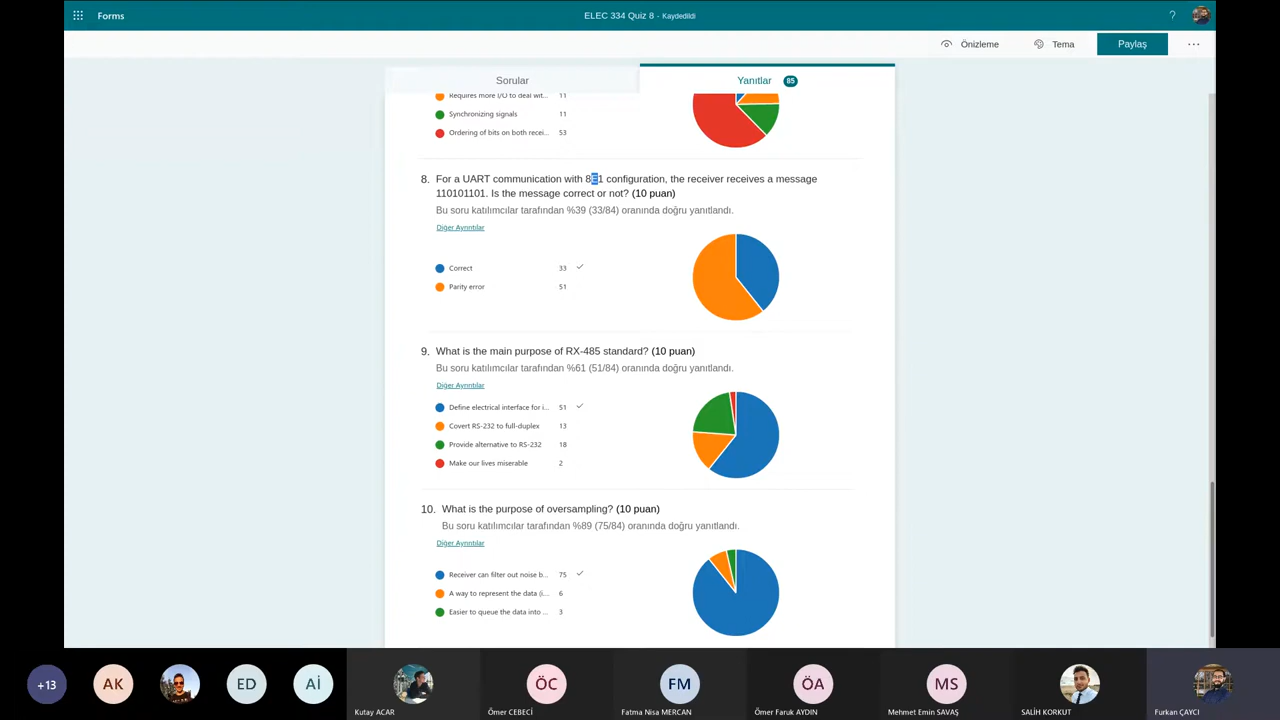 Forms
ELEC 334 Quiz 8 - Kaydedildi
?
Önizleme
Tema
Paylaş
...
Sorular
Yanıtlar
85
Requires more I/O to deal wit...
11
Synchronizing signals
11
Ordering of bits on both recei...
53
8. For a UART communication with 8E1 configuration, the receiver receives a message
110101101. Is the message correct or not? (10 puan)
Bu soru katılımcılar tarafından %39 (33/84) oranında doğru yanıtlandı.
Diğer Ayrıntılar
Correct
33
Parity error
51
9. What is the main purpose of RX-485 standard? (10 puan)
Bu soru katılımcılar tarafından %61 (51/84) oranında doğru yanıtlandı.
Diğer Ayrıntılar
Define electrical interface for i...
51
Covert RS-232 to full-duplex
13
Provide alternative to RS-232
18
Make our lives miserable
2
10. What is the purpose of oversampling? (10 puan)
Bu soru katılımcılar tarafından %89 (75/84) oranında doğru yanıtlandı.
Diğer Ayrıntılar
Receiver can filter out noise b...
75
A way to represent the data (i...
6
Easier to queue the data into ...
3
+13
AK
ED
Aİ
Kutay ACAR
ÖC
Ömer CEBECİ
FM
Fatma Nisa MERCAN
ÖA
Ömer Faruk AYDIN
MS
Mehmet Emin SAVAŞ
SALİH KORKUT
Furkan ÇAYCI